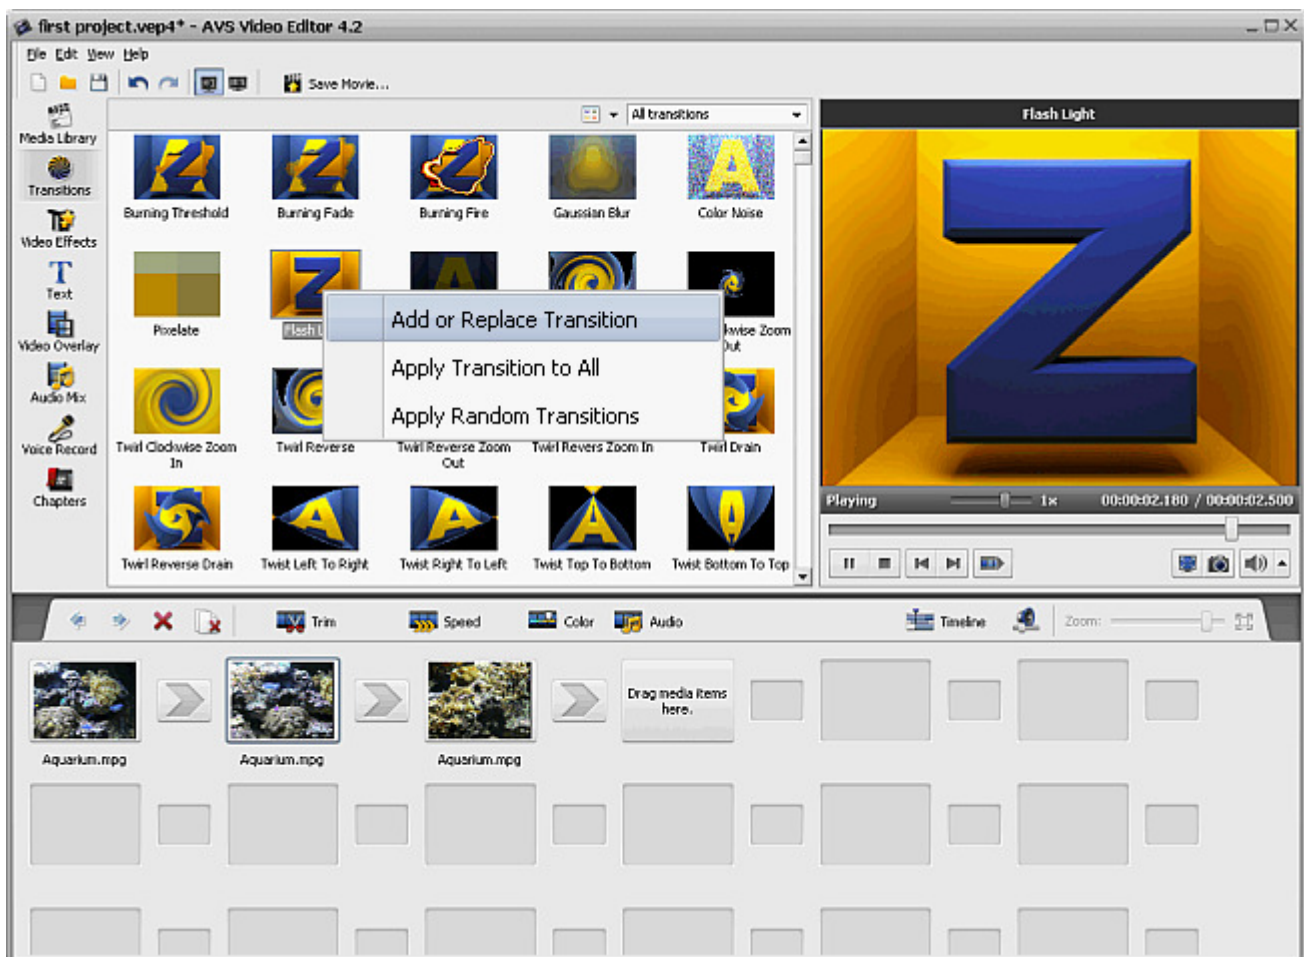 first project.vep4* - AVS Video Editor 4.2
File Edit View Help
Save Movie...
Media Library
Transitions
Video Effects
Text
Video Overlay
Audio Mix
Voice Record
Chapters
All transitions
Burning Threshold
Burning Fade
Burning Fire
Gaussian Blur
Color Noise
Pixelate
Flash L
kwise Zoom
Out
Add or Replace Transition
Apply Transition to All
Apply Random Transitions
Twirl Clockwise Zoom
In
Twirl Reverse
Twirl Reverse Zoom
Out
Twirl Revers Zoom In
Twirl Drain
Twirl Reverse Drain
Twist Left To Right
Twist Right To Left
Twist Top To Bottom
Twist Bottom To Top
Flash Light
Playing
1x
00:00:02.180 / 00:00:02.500
Trim
Speed
Color
Audio
Timeline
Zoom:
Drag media items
here.
Aquarium.mpg
Aquarium.mpg
Aquarium.mpg